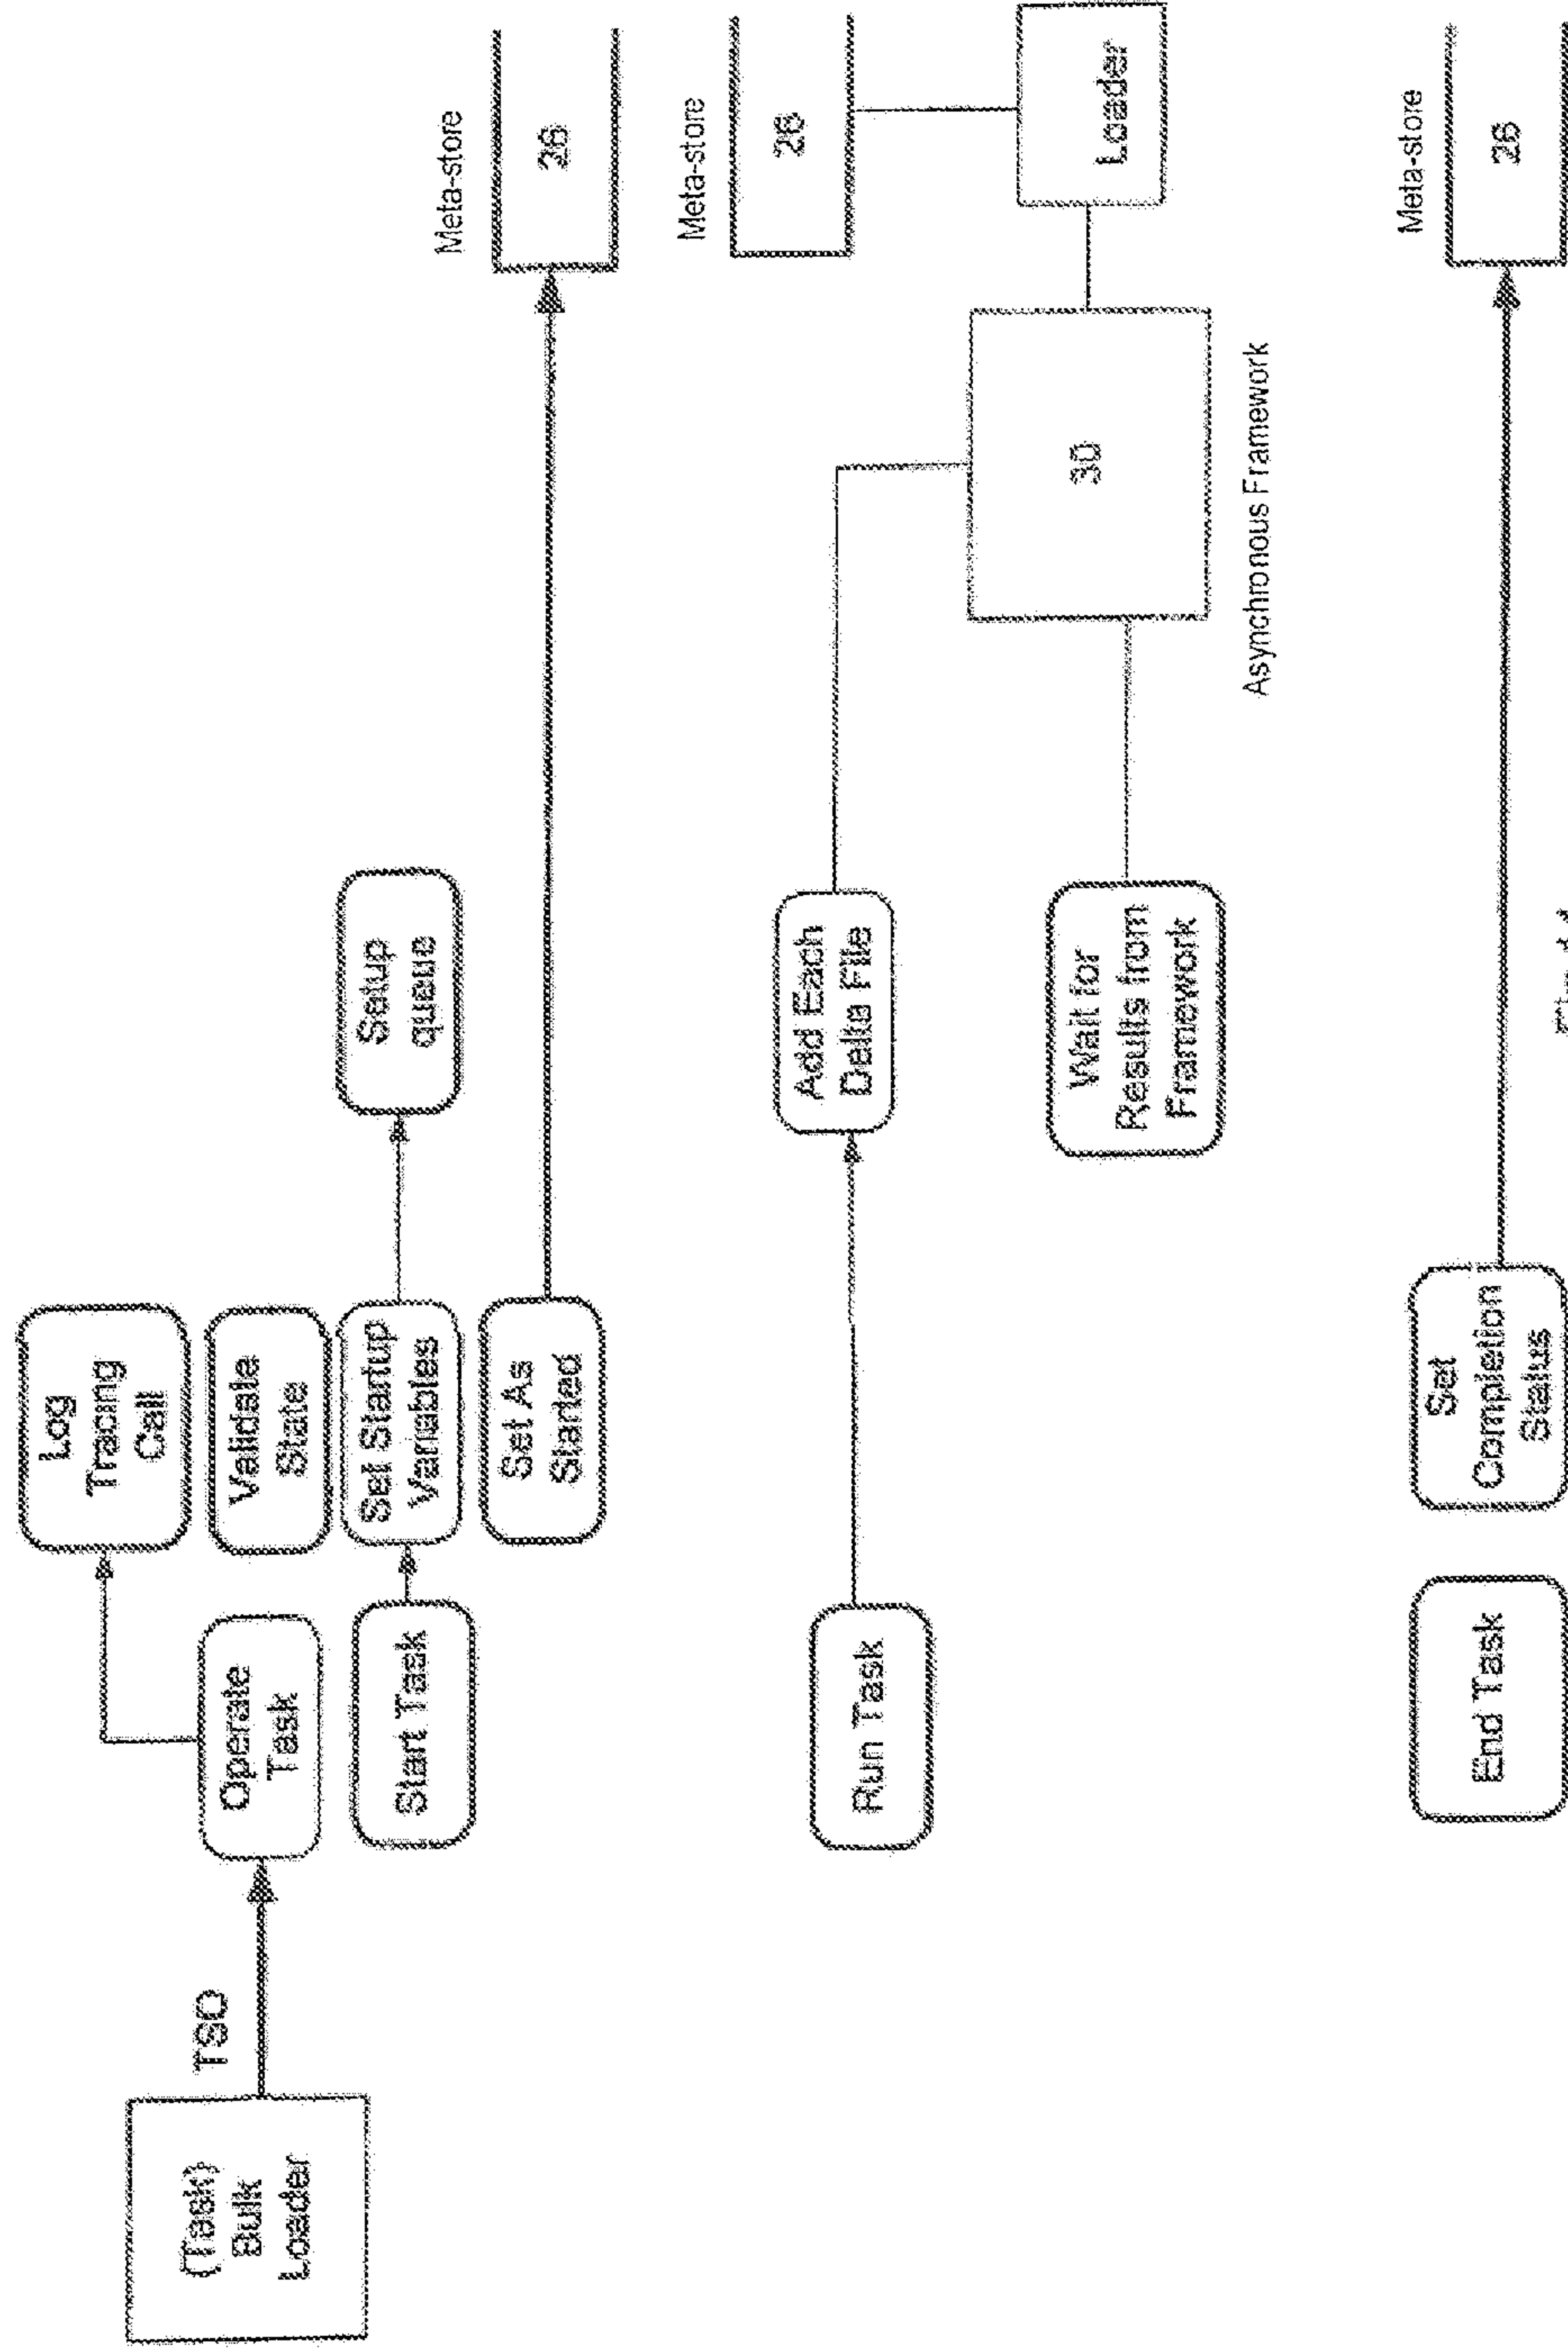 (Task)
Bulk
Loader
TSO
Operate
Task
Log
Tracing
Call
Validate
State
Start Task
Set Startup
Variables
Setup
queue
Set As
Started
Meta-store
26
Run Task
Add Each
Delta File
Meta-store
26
Wait for
Results from
Framework
30
Asynchronous Framework
Loader
End Task
Set
Completion
Status
Meta-store
26